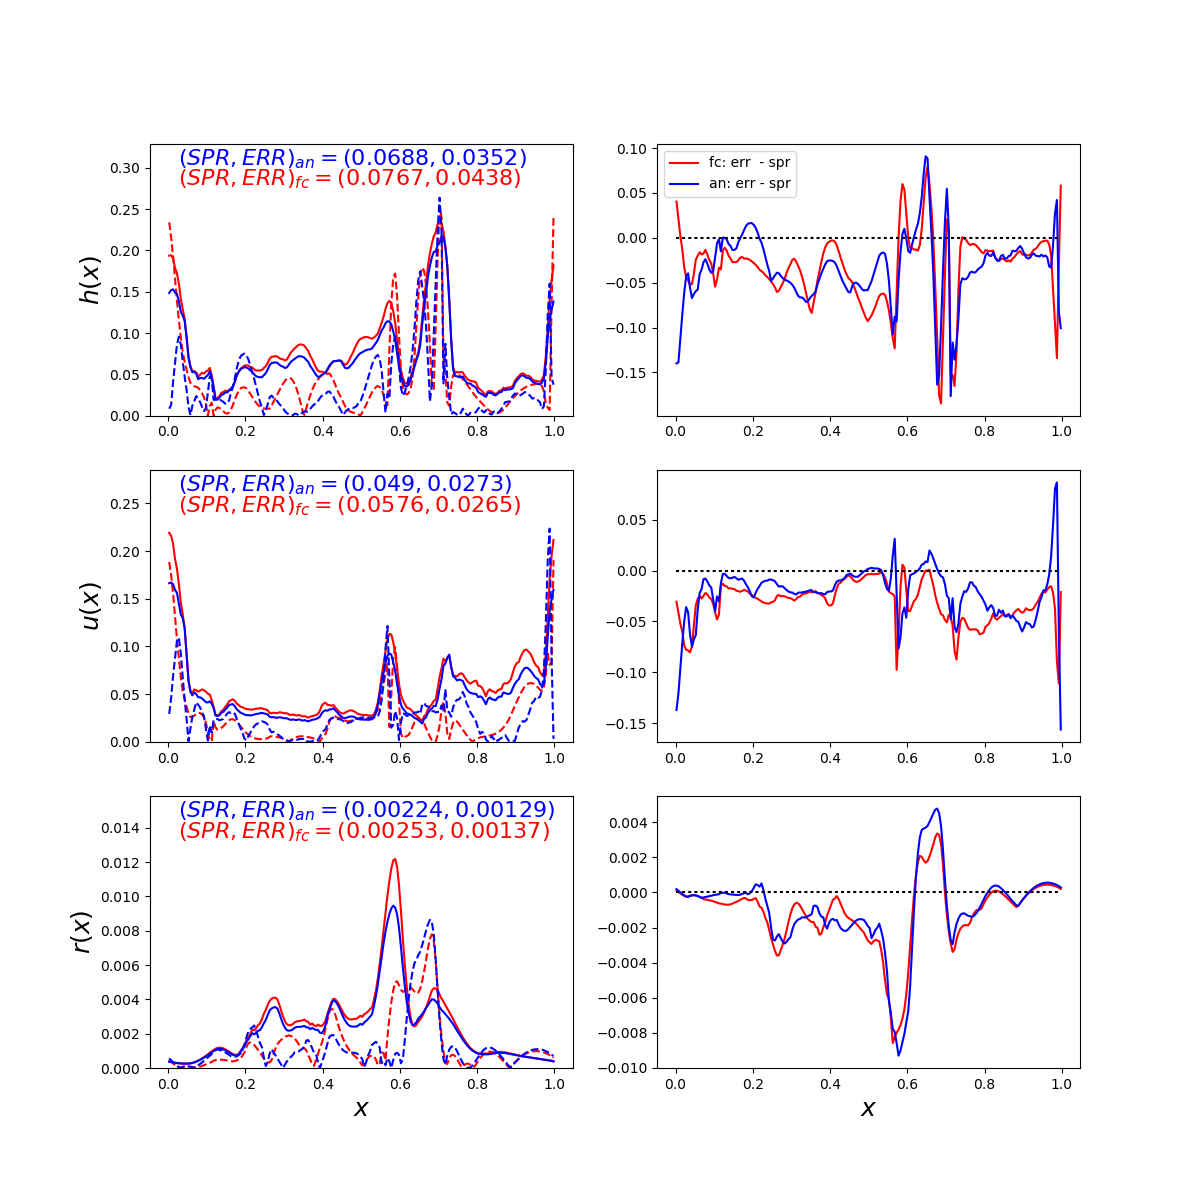 (SPR, ERR)an = (0.0688, 0.0352)
(SPR, ERR)fc = (0.0767, 0.0438)
h(x)
0.30
0.25
0.20
0.15
0.10
0.05
0.00
0.0 0.2 0.4 0.6 0.8 1.0
fc: err - spr
an: err - spr
0.10
0.05
0.00
−0.05
−0.10
−0.15
0.0 0.2 0.4 0.6 0.8 1.0
(SPR, ERR)an = (0.049, 0.0273)
(SPR, ERR)fc = (0.0576, 0.0265)
u(x)
0.25
0.20
0.15
0.10
0.05
0.00
0.0 0.2 0.4 0.6 0.8 1.0
0.05
0.00
−0.05
−0.10
−0.15
0.0 0.2 0.4 0.6 0.8 1.0
(SPR, ERR)an = (0.00224, 0.00129)
(SPR, ERR)fc = (0.00253, 0.00137)
r(x)
0.014
0.012
0.010
0.008
0.006
0.004
0.002
0.000
0.0 0.2 0.4 0.6 0.8 1.0
x
0.004
0.002
0.000
−0.002
−0.004
−0.006
−0.008
−0.010
0.0 0.2 0.4 0.6 0.8 1.0
x